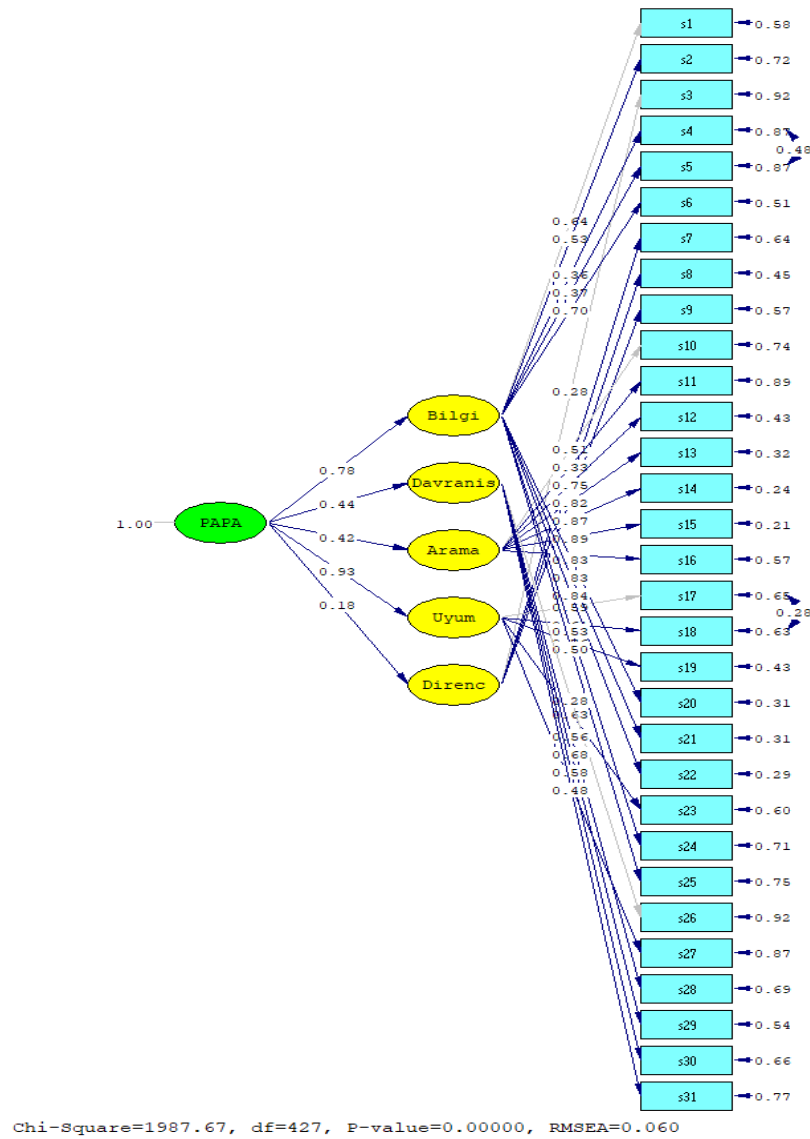 s1 0.58
s2 0.72
s3 0.92
s4 0.87
0.48
s5 0.87
s6 0.51
0.64
s7 0.64
0.53
s8 0.45
0.36
0.37
s9 0.57
0.70
s10 0.74
s11 0.89
0.28
Bilgi
s12 0.43
0.51
s13 0.32
0.33
0.78
Davranis
0.75
s14 0.24
0.44
0.82
1.00 PAPA
0.87
s15 0.21
0.89
0.42
Arama
0.83
s16 0.57
0.93
0.83
0.84
s17 0.65
0.18
0.28
Uyum
0.53
s18 0.63
0.50
s19 0.43
Direnc
0.28
s20 0.31
0.63
0.56
s21 0.31
0.68
0.58
s22 0.29
0.48
s23 0.60
s24 0.71
s25 0.75
s26 0.92
s27 0.87
s28 0.69
s29 0.54
s30 0.66
s31 0.77
Chi-Square=1987.67, df=427, P-value=0.00000, RMSEA=0.060